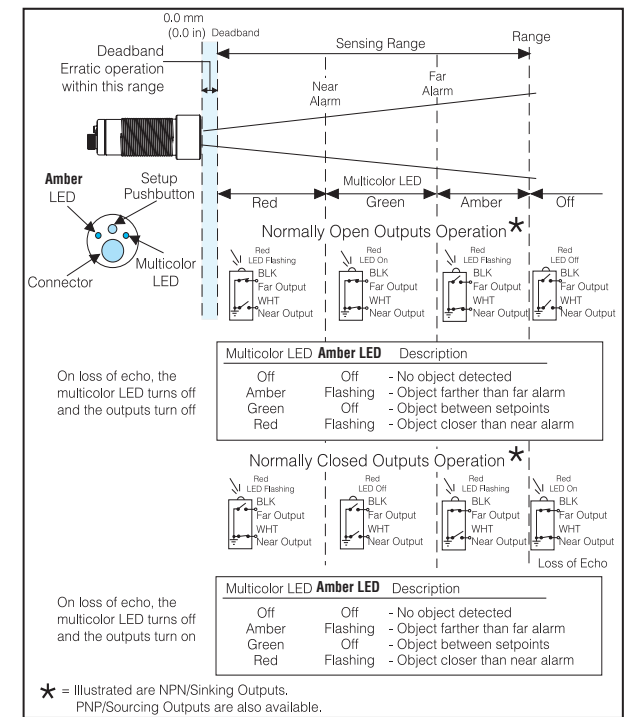 0.0 mm
(0.0 in) Deadband
Range
Sensing Range
Deadband
Erratic operation
within this range
Near
Alarm
Far
Alarm
Multicolor LED
Red
Green
Amber
Off
Amber
LED
Setup
Pushbutton
Connector
Multicolor
LED
Normally Open Outputs Operation*
Red
LED Flashing
BLK
Far Output
WHT
Near Output
Red
LED On
BLK
Far Output
WHT
Near Output
Red
LED Flashing
BLK
Far Output
WHT
Near Output
Red
LED Off
BLK
Far Output
WHT
Near Output
On loss of echo, the
multicolor LED turns off
and the outputs turn off
Multicolor LED Amber LED Description
Off Off - No object detected
Amber Flashing - Object farther than far alarm
Green Off - Object between setpoints
Red Flashing - Object closer than near alarm
Normally Closed Outputs Operation*
Red
LED Flashing
BLK
Far Output
WHT
Near Output
Red
LED Off
BLK
Far Output
WHT
Near Output
Red
LED Flashing
BLK
Far Output
WHT
Near Output
Red
LED On
BLK
Far Output
WHT
Near Output
Loss of Echo
On loss of echo, the
multicolor LED turns off
and the outputs turn on
Multicolor LED Amber LED Description
Off Off - No object detected
Amber Flashing - Object farther than far alarm
Green Off - Object between setpoints
Red Flashing - Object closer than near alarm
* = Illustrated are NPN/Sinking Outputs.
PNP/Sourcing Outputs are also available.